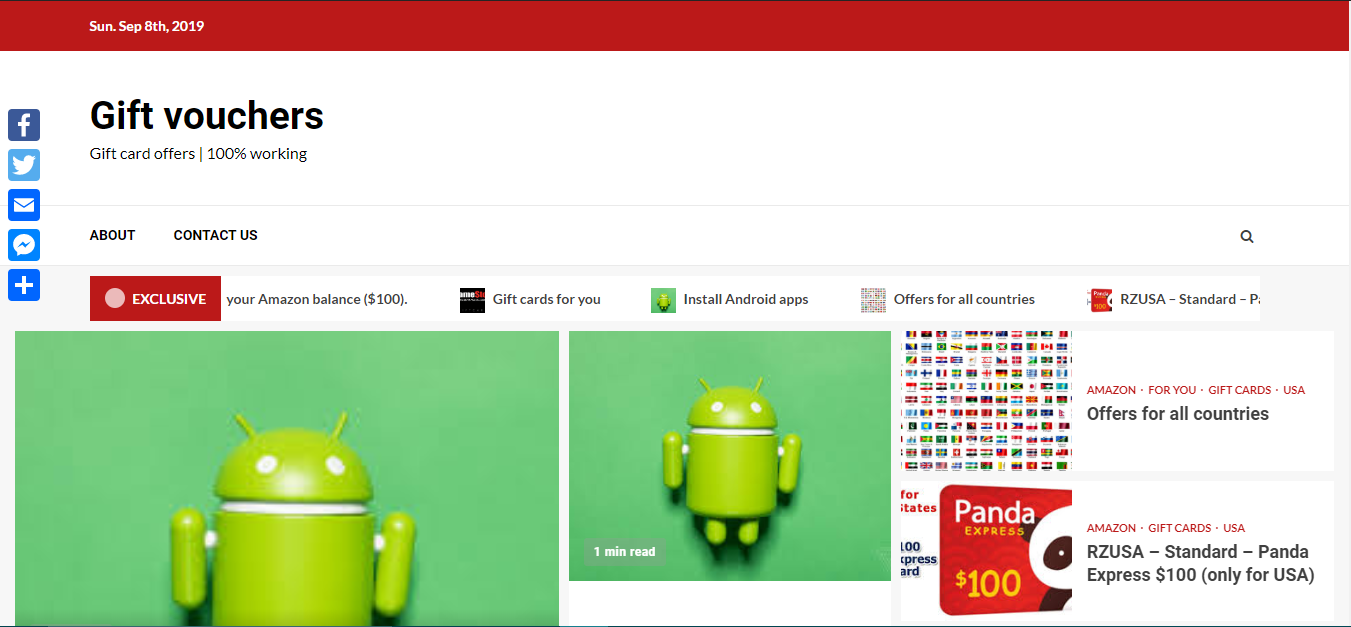 Sun. Sep 8th, 2019
Gift vouchers
Gift card offers | 100% working
ABOUT CONTACT US
EXCLUSIVE your Amazon balance ($100). Gift cards for you Install Android apps Offers for all countries RZUSA – Standard – P
1 min read
AMAZON · FOR YOU · GIFT CARDS · USA
Offers for all countries
for
States
Panda
EXPRESS
100
xpress
ard
$100
AMAZON · GIFT CARDS · USA
RZUSA – Standard – Panda
Express $100 (only for USA)